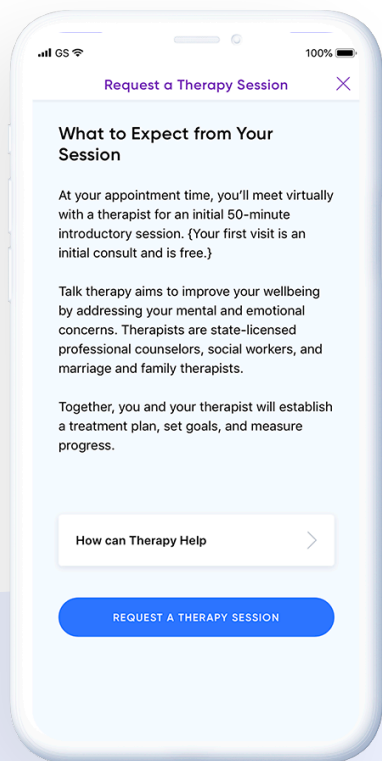 GS
100%
Request a Therapy Session
What to Expect from Your
Session
At your appointment time, you’ll meet virtually
with a therapist for an initial 50-minute
introductory session. {Your first visit is an
initial consult and is free.}
Talk therapy aims to improve your wellbeing
by addressing your mental and emotional
concerns. Therapists are state-licensed
professional counselors, social workers, and
marriage and family therapists.
Together, you and your therapist will establish
a treatment plan, set goals, and measure
progress.
How can Therapy Help
REQUEST A THERAPY SESSION